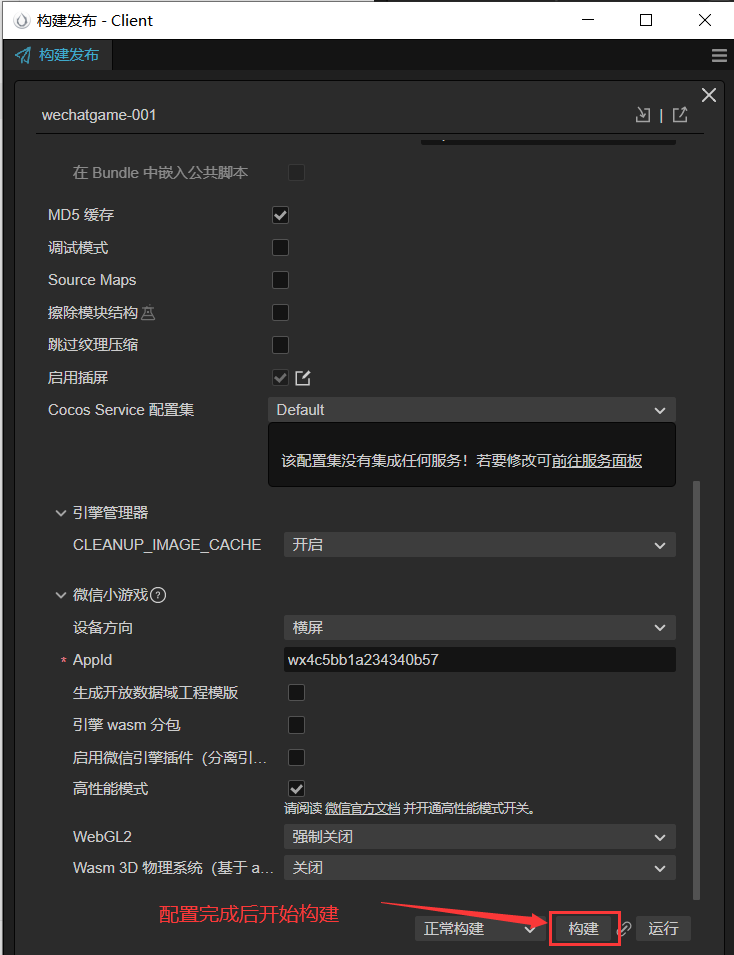 构建发布 - Client
构建发布
wechatgame-001
在 Bundle 中嵌入公共脚本
MD5 缓存
调试模式
Source Maps
擦除模块结构
跳过纹理压缩
启用插屏
Cocos Service 配置集 Default
该配置集没有集成任何服务！若要修改可前往服务面板
引擎管理器
CLEANUP_IMAGE_CACHE 开启
微信小游戏 ?
设备方向 横屏
* AppId wx4c5bb1a234340b57
生成开放数据域工程模版
引擎 wasm 分包
启用微信引擎插件（分离引...
高性能模式
请阅读 微信官方文档 并开通高性能模式开关。
WebGL2 强制关闭
Wasm 3D 物理系统（基于 a... 关闭
配置完成后开始构建
正常构建 构建 运行